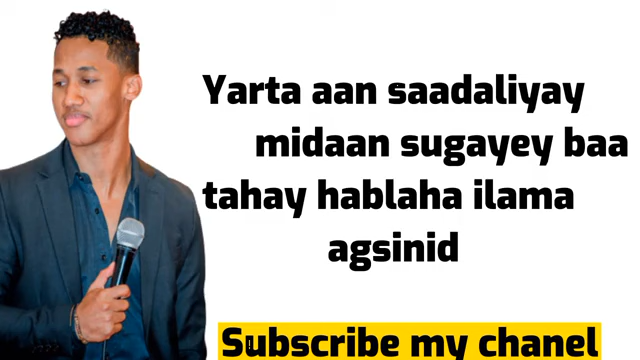 Yarta aan saadaliyay
midaan sugayey baa
tahay hablaha ilama
agsinid
Subscribe my chanel